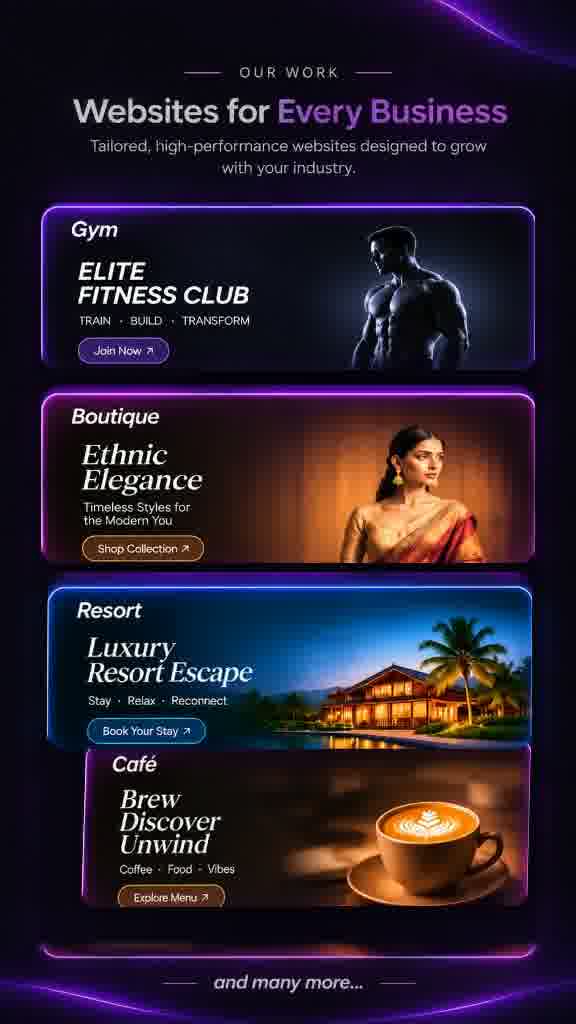 OUR WORK
Websites for Every Business
Tailored, high-performance websites designed to grow
with your industry.
Gym
ELITE
FITNESS CLUB
TRAIN · BUILD · TRANSFORM
Join Now ↗
Boutique
Ethnic
Elegance
Timeless Styles for
the Modern You
Shop Collection ↗
Resort
Luxury
Resort Escape
Stay · Relax · Reconnect
Book Your Stay ↗
Café
Brew
Discover
Unwind
Coffee · Food · Vibes
Explore Menu ↗
and many more...